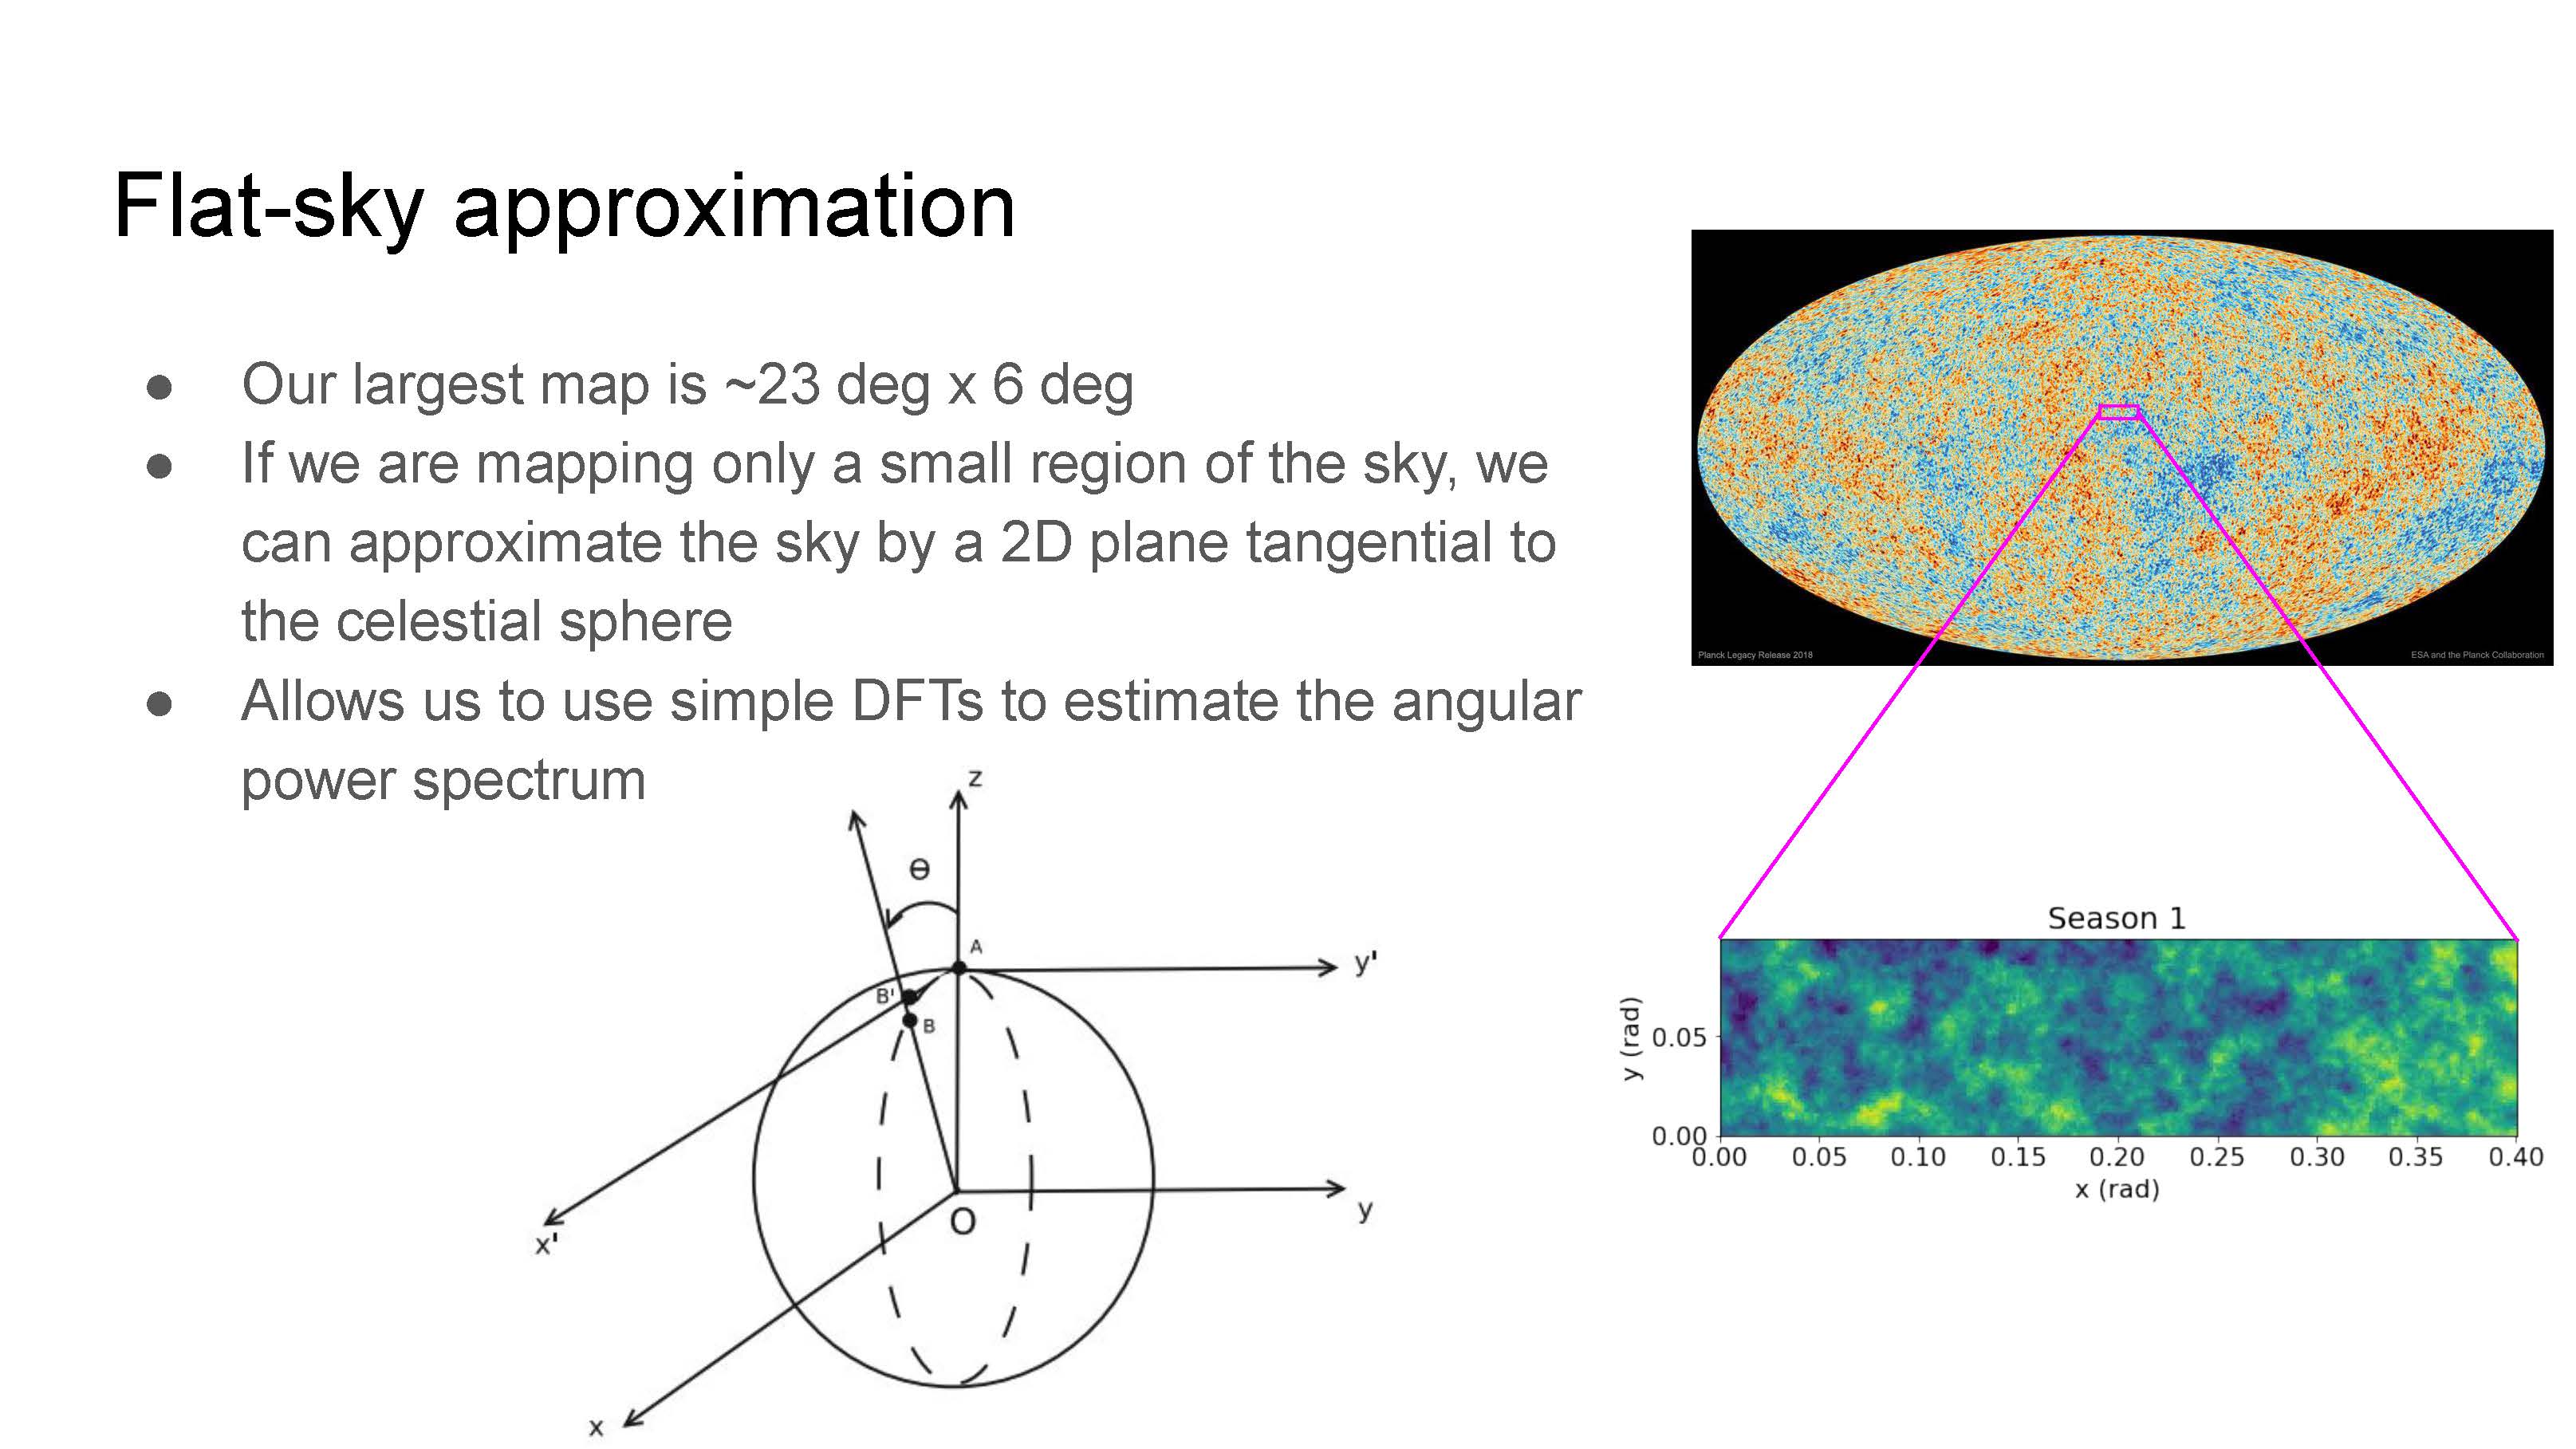 Flat-sky approximation
● Our largest map is ~23 deg x 6 deg
● If we are mapping only a small region of the sky, we
can approximate the sky by a 2D plane tangential to
the celestial sphere
● Allows us to use simple DFTs to estimate the angular
power spectrum
Planck Legacy Release 2018
ESA and the Planck Collaboration
z
Θ
A
y'
B'
B
O
y
x'
x
Season 1
y (rad)
0.05
0.00
0.00 0.05 0.10 0.15 0.20 0.25 0.30 0.35 0.40
x (rad)